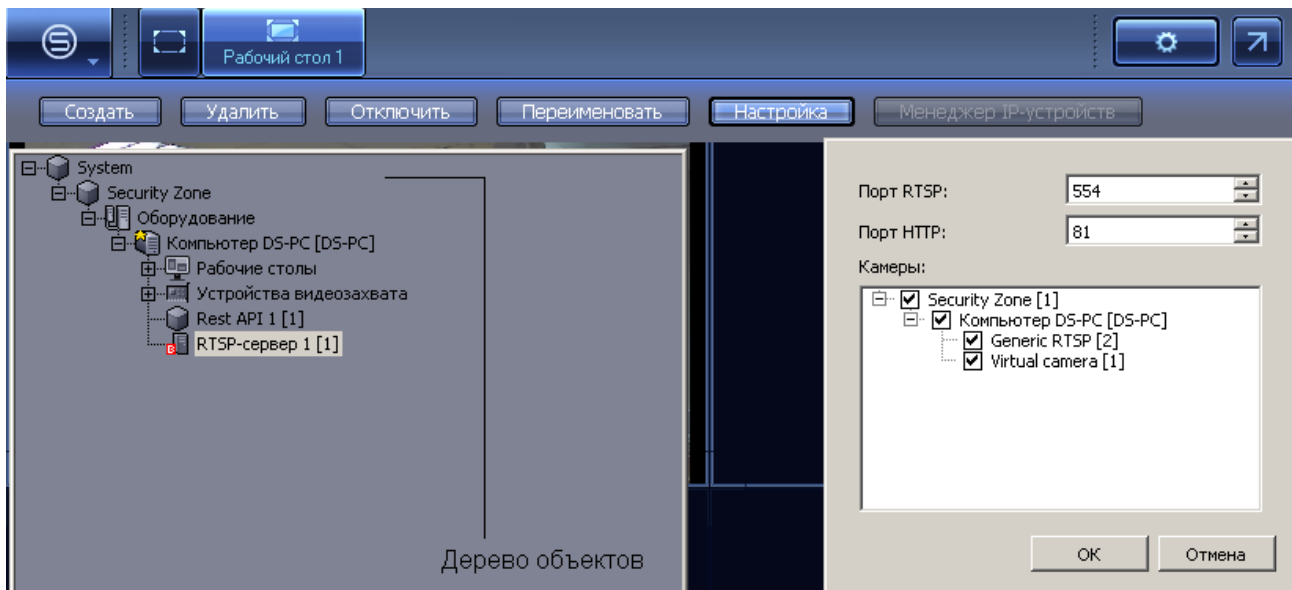 Рабочий стол 1
Создать Удалить Отключить Переименовать Настройка Менеджер IP-устройств
System
Security Zone
Оборудование
Компьютер DS-PC [DS-PC]
Рабочие столы
Устройства видеозахвата
Rest API 1 [1]
RTSP-сервер 1 [1]
Дерево объектов
Порт RTSP: 554
Порт HTTP: 81
Камеры:
Security Zone [1]
Компьютер DS-PC [DS-PC]
Generic RTSP [2]
Virtual camera [1]
ОК Отмена